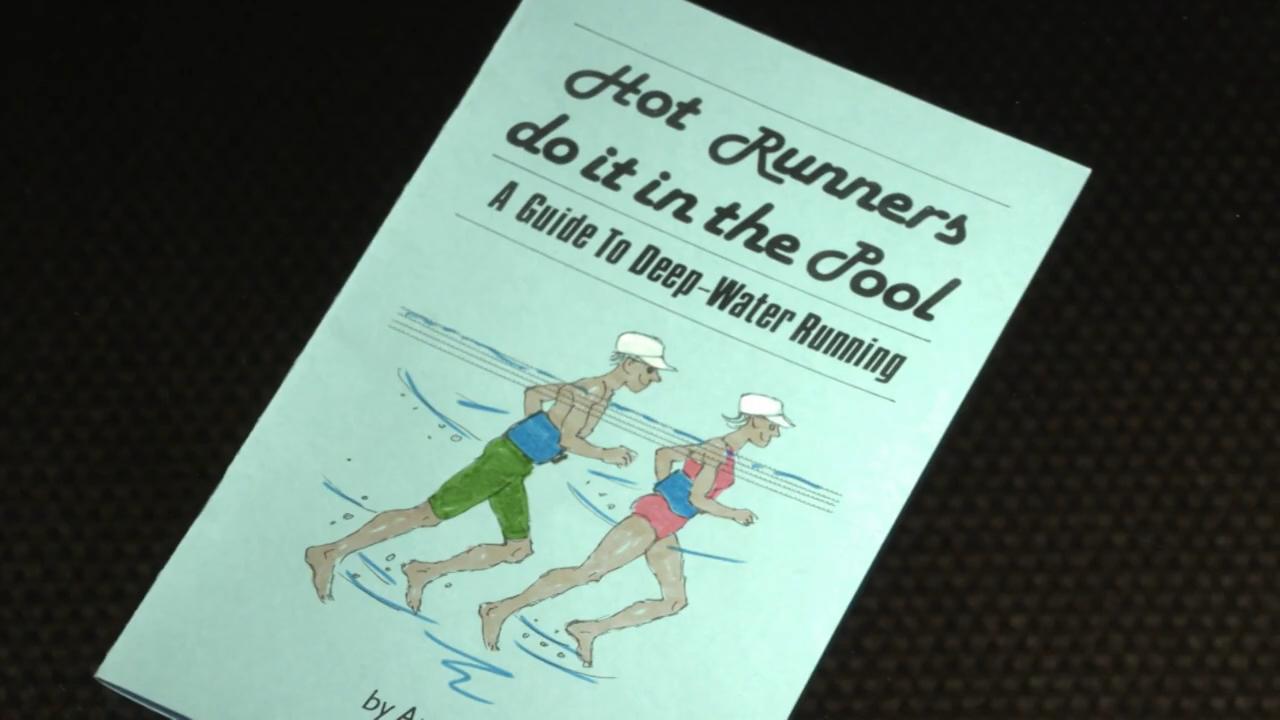 Hot Runners
do it in the Pool
A Guide To Deep-Water Running
by